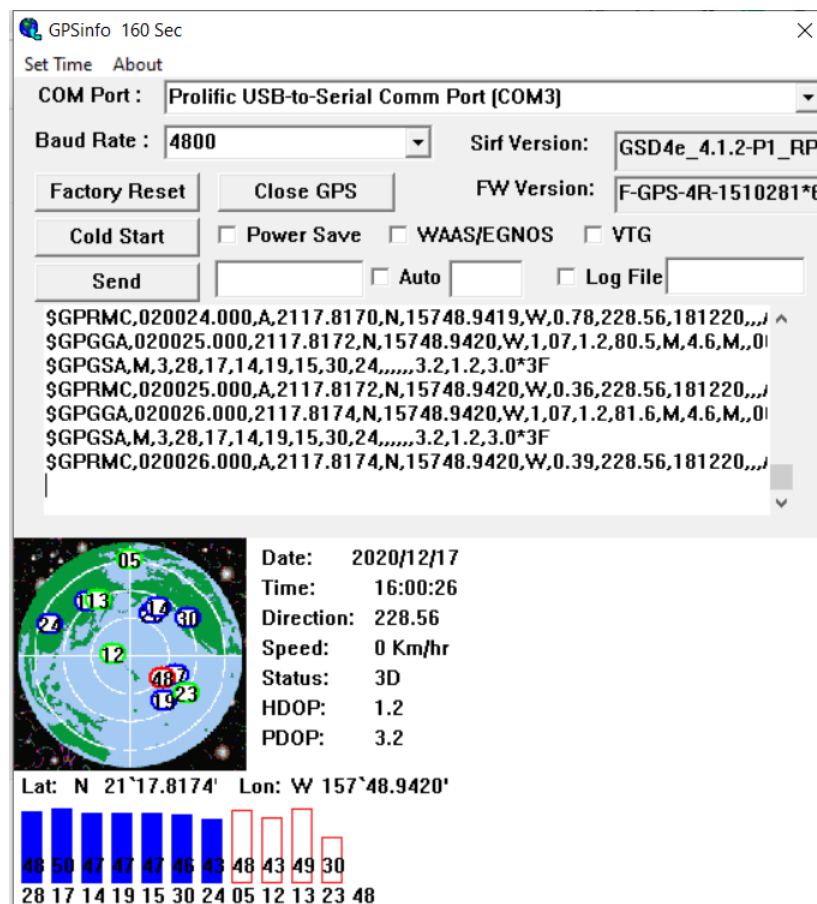 GPSinfo 160 Sec
Set Time About
COM Port : Prolific USB-to-Serial Comm Port (COM3)
Baud Rate : 4800 Sirf Version: GSD4e_4.1.2-P1_RP
Factory Reset Close GPS FW Version: F-GPS-4R-1510281*6
Cold Start Power Save WAAS/EGNOS VTG
Send Auto Log File
$GPRMC,020024.000,A,2117.8170,N,15748.9419,W,0.78,228.56,181220,,,A
$GPGGA,020025.000,2117.8172,N,15748.9420,W,1,07,1.2,80.5,M,4.6,M,,0
$GPGSA,M,3,28,17,14,19,15,30,24,,,,,,3.2,1.2,3.0*3F
$GPRMC,020025.000,A,2117.8172,N,15748.9420,W,0.36,228.56,181220,,,A
$GPGGA,020026.000,2117.8174,N,15748.9420,W,1,07,1.2,81.6,M,4.6,M,,0
$GPGSA,M,3,28,17,14,19,15,30,24,,,,,,3.2,1.2,3.0*3F
$GPRMC,020026.000,A,2117.8174,N,15748.9420,W,0.39,228.56,181220,,,A
05
13
14
24
30
12
48
23
19
Date: 2020/12/17
Time: 16:00:26
Direction: 228.56
Speed: 0 Km/hr
Status: 3D
HDOP: 1.2
PDOP: 3.2
Lat: N 21`17.8174' Lon: W 157`48.9420'
48 50 47 47 47 46 43 48 43 49 30
28 17 14 19 15 30 24 05 12 13 23 48